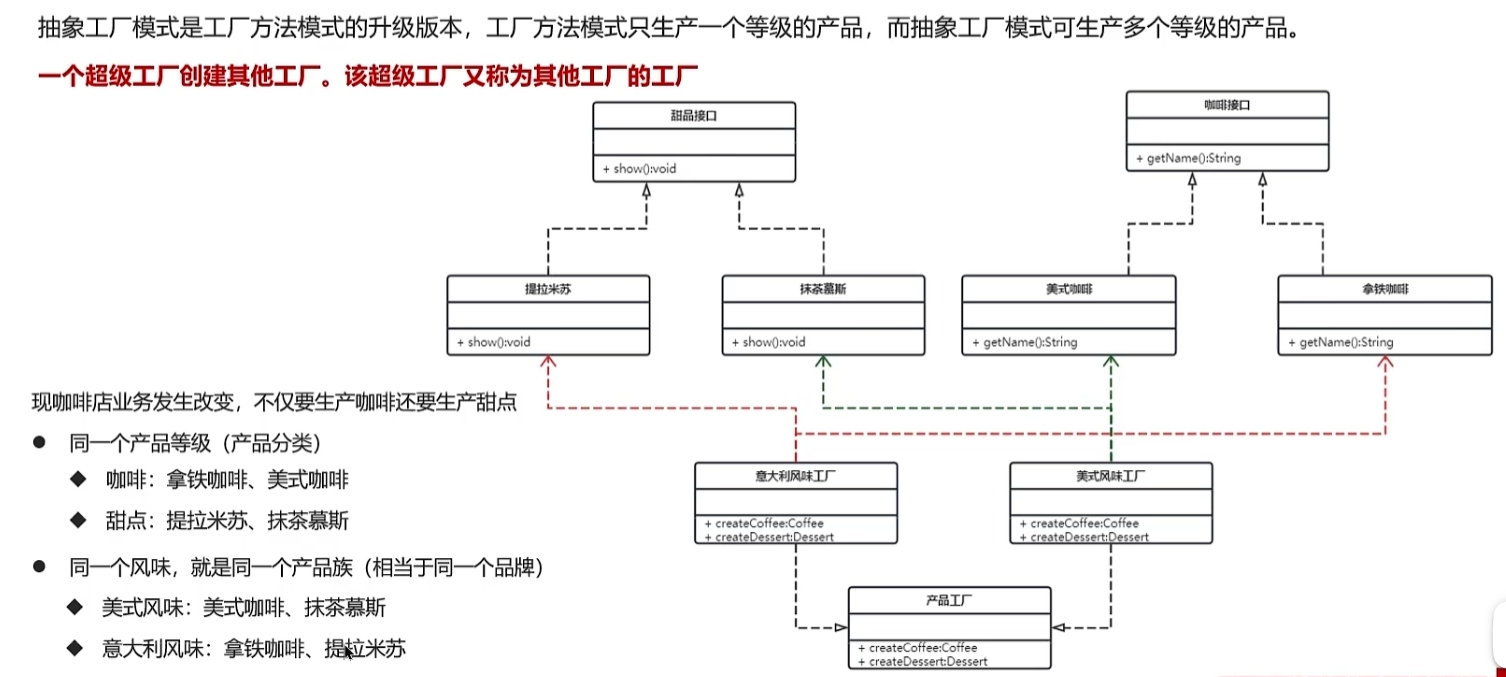 抽象工厂模式是工厂方法模式的升级版本，工厂方法模式只生产一个等级的产品，而抽象工厂模式可生产多个等级的产品。
一个超级工厂创建其他工厂。该超级工厂又称为其他工厂的工厂
甜品接口
+ show():void
咖啡接口
+ getName():String
提拉米苏
+ show():void
抹茶慕斯
+ show():void
美式咖啡
+ getName():String
拿铁咖啡
+ getName():String
现咖啡店业务发生改变，不仅要生产咖啡还要生产甜点
● 同一个产品等级（产品分类）
◆ 咖啡：拿铁咖啡、美式咖啡
◆ 甜点：提拉米苏、抹茶慕斯
● 同一个风味，就是同一个产品族（相当于同一个品牌）
◆ 美式风味：美式咖啡、抹茶慕斯
◆ 意大利风味：拿铁咖啡、提拉米苏
意大利风味工厂
+ createCoffee:Coffee
+ createDessert:Dessert
美式风味工厂
+ createCoffee:Coffee
+ createDessert:Dessert
产品工厂
+ createCoffee:Coffee
+ createDessert:Dessert